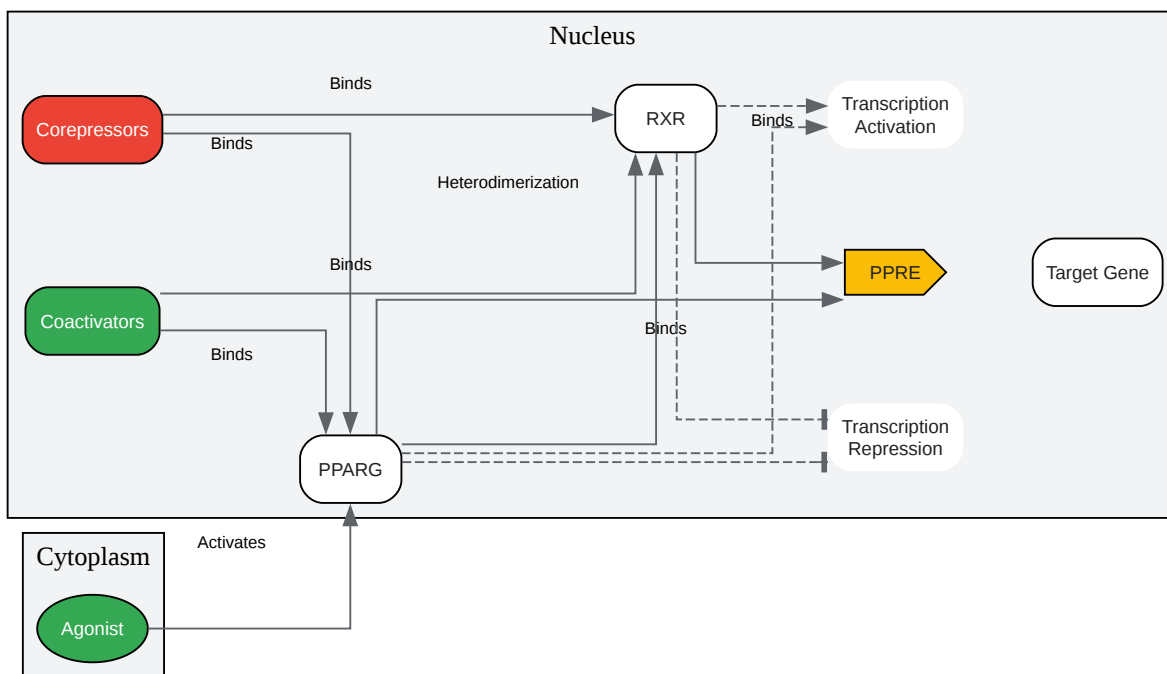 Nucleus
Binds
Corepressors
Binds
RXR
Binds
Transcription
Activation
Heterodimerization
Binds
PPRE
Target Gene
Coactivators
Binds
Binds
Transcription
Repression
PPARG
Activates
Cytoplasm
Agonist